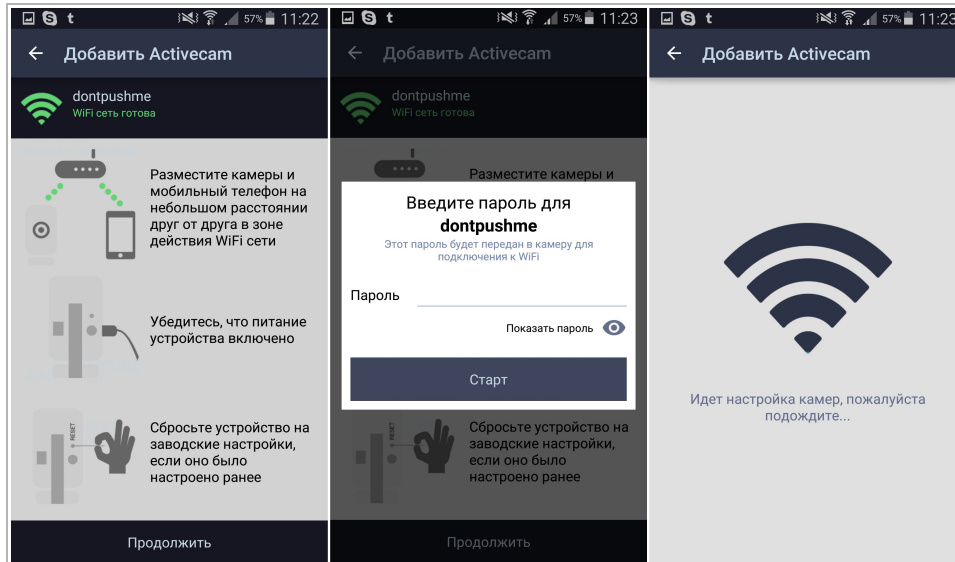 t
57%
11:22
Добавить Activecam
dontpushme
WiFi сеть готова
Разместите камеры и
мобильный телефон на
небольшом расстоянии
друг от друга в зоне
действия WiFi сети
Убедитесь, что питание
устройства включено
RESET
Сбросьте устройство на
заводские настройки,
если оно было
настроено ранее
Продолжить
t
57%
11:23
Добавить Activecam
dontpushme
WiFi сеть готова
Разместите камеры и
Введите пароль для
dontpushme
Этот пароль будет передан в камеру для
подключения к WiFi
Пароль
Показать пароль
Старт
RESET
Сбросьте устройство на
заводские настройки,
если оно было
настроено ранее
Продолжить
t
57%
11:23
Добавить Activecam
Идет настройка камер, пожалуйста
подождите...